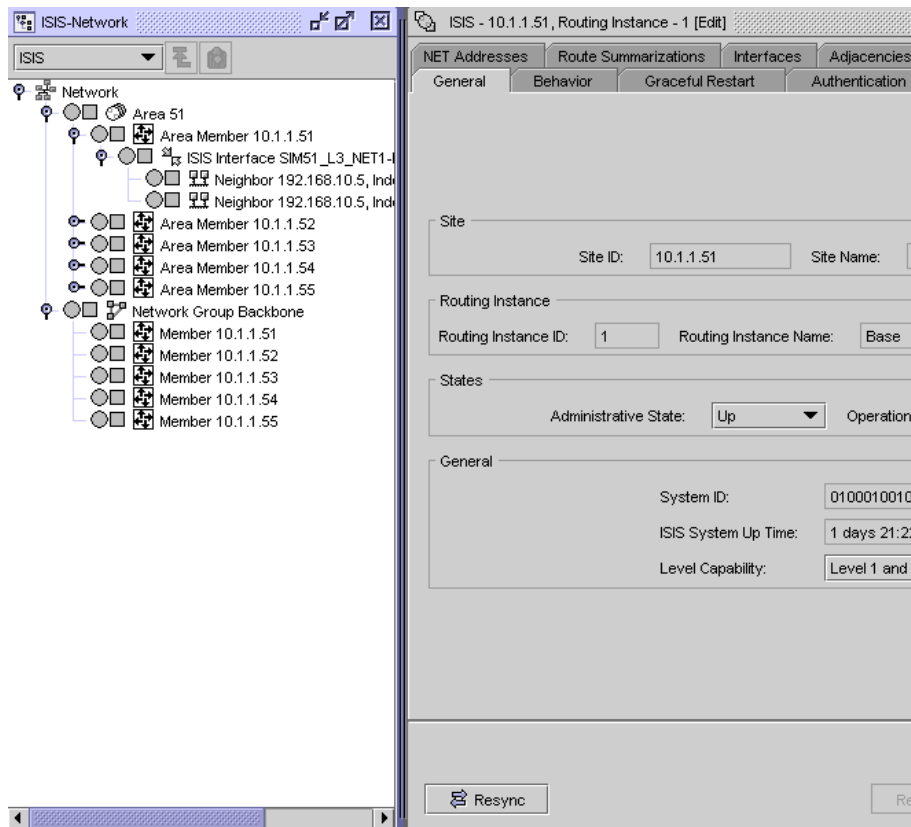 ISIS-Network
ISIS
Network
Area 51
Area Member 10.1.1.51
ISIS Interface SIM51_L3_NET1-
Neighbor 192.168.10.5, Ind
Neighbor 192.168.10.5, Ind
Area Member 10.1.1.52
Area Member 10.1.1.53
Area Member 10.1.1.54
Area Member 10.1.1.55
Network Group Backbone
Member 10.1.1.51
Member 10.1.1.52
Member 10.1.1.53
Member 10.1.1.54
Member 10.1.1.55
ISIS - 10.1.1.51, Routing Instance - 1 [Edit]
NET Addresses Route Summarizations Interfaces Adjacencies
General Behavior Graceful Restart Authentication
Site
Site ID: 10.1.1.51 Site Name:
Routing Instance
Routing Instance ID: 1 Routing Instance Name: Base
States
Administrative State: Up Operation
General
System ID: 0100010010
ISIS System Up Time: 1 days 21:2
Level Capability: Level 1 and
Resync Re